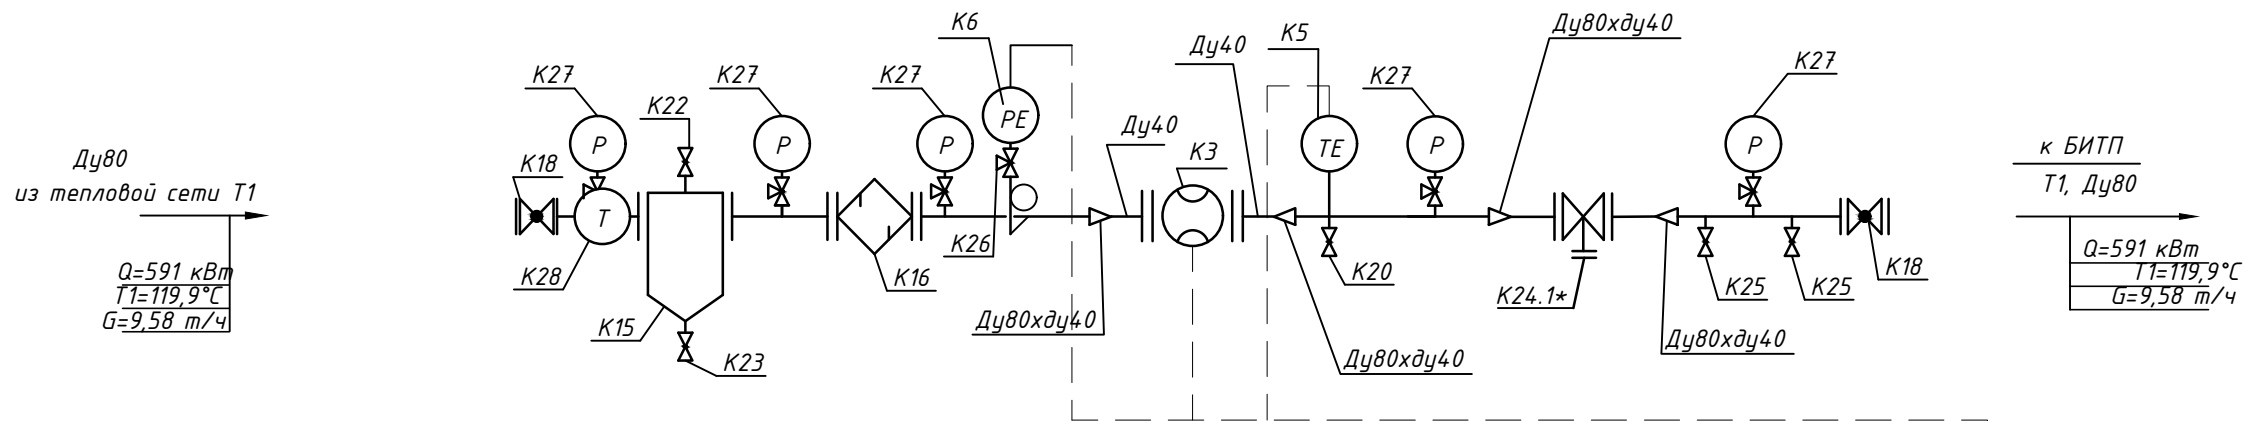 К6
Ду80хду40
К5
Ду40
К27
К27
К27
К27
К27
К22
PE
Ду40
P
P
P
TE
P
P
К3
Ду80
из тепловой сети Т1
К18
к БИТП
Т1, Ду80
T
К26
К28
К16
К20
К25
К25
К18
К24.1*
Q=591 кВт
Т1=119,9°С
G=9,58 т/ч
Q=591 кВт
Т1=119,9°С
G=9,58 т/ч
К15
Ду80хду40
Ду80хду40
Ду80хду40
К23